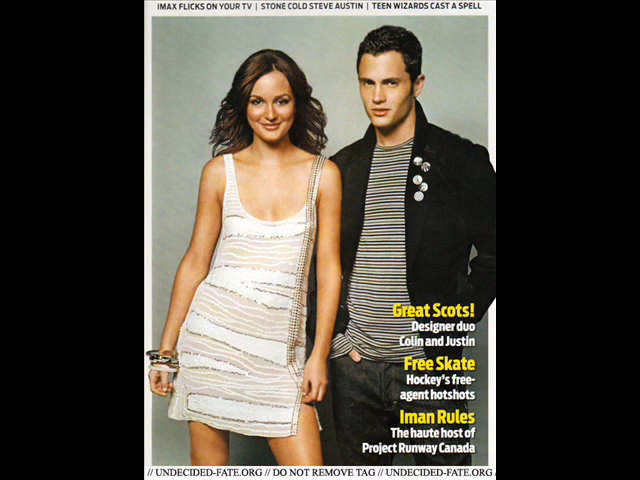 IMAX FLICKS ON YOUR TV | STONE COLD STEVE AUSTIN | TEEN WIZARDS CAST A SPELL
Great Scots!
Designer duo
Colin and Justin
Free Skate
Hockey's free-
agent hotshots
Iman Rules
The haute host of
Project Runway Canada
// UNDECIDED-FATE.ORG // DO NOT REMOVE TAG // UNDECIDED-FATE.ORG /